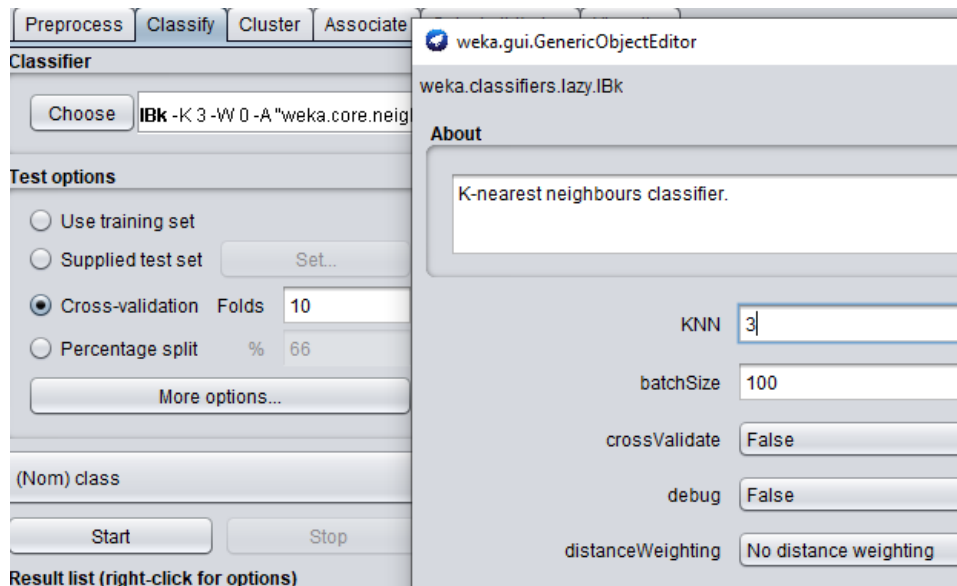 Preprocess Classify Cluster Associate
Classifier
Choose IBk -K 3 -W 0 -A "weka.core.neigl
Test options
Use training set
Supplied test set Set...
Cross-validation Folds 10
Percentage split % 66
More options...
(Nom) class
Start Stop
Result list (right-click for options)
weka.gui.GenericObjectEditor
weka.classifiers.lazy.IBk
About
K-nearest neighbours classifier.
KNN 3
batchSize 100
crossValidate False
debug False
distanceWeighting No distance weighting